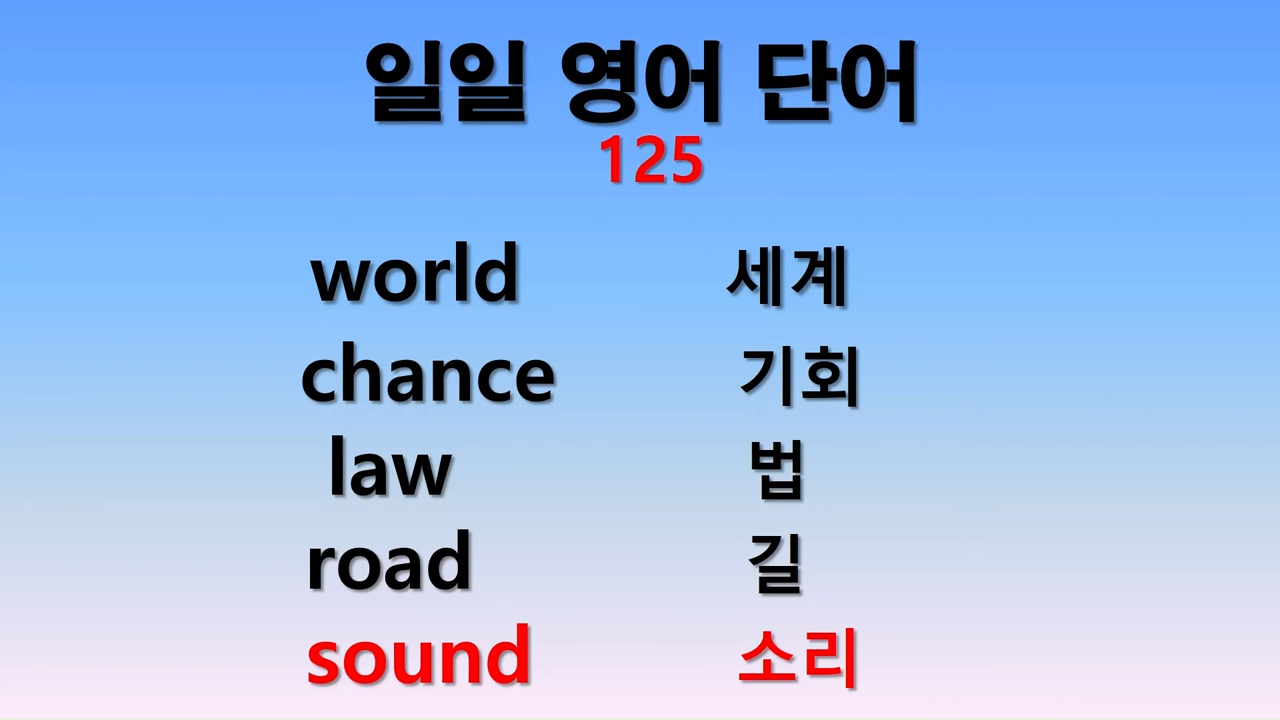 일일 영어 단어
125
world 세계
chance 기회
law 법
road 길
sound 소리